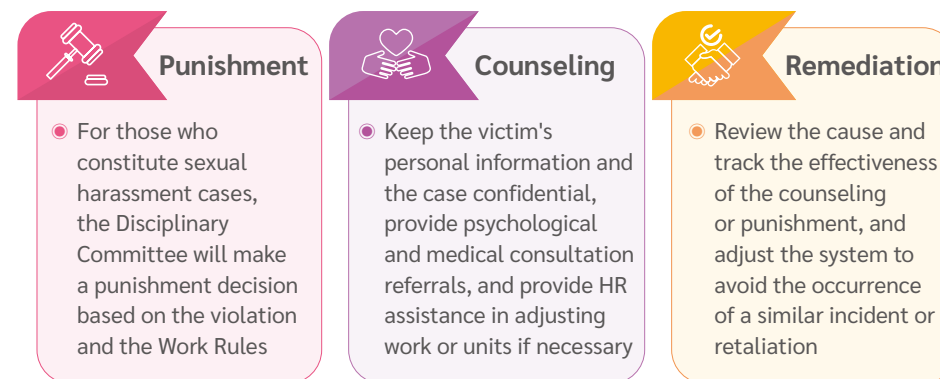 Punishment
For those who
constitute sexual
harassment cases,
the Disciplinary
Committee will make
a punishment decision
based on the violation
and the Work Rules
Counseling
Keep the victim's
personal information and
the case confidential,
provide psychological
and medical consultation
referrals, and provide HR
assistance in adjusting
work or units if necessary
Remediation
Review the cause and
track the effectiveness
of the counseling
or punishment, and
adjust the system to
avoid the occurrence
of a similar incident or
retaliation